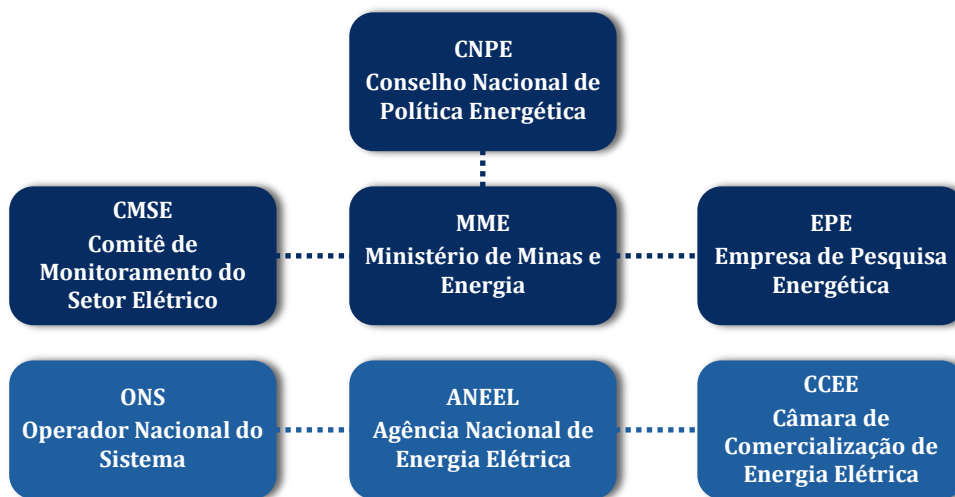 CNPE
Conselho Nacional de
Política Energética
CMSE
Comitê de
Monitoramento do
Setor Elétrico
MME
Ministério de Minas e
Energia
EPE
Empresa de Pesquisa
Energética
ONS
Operador Nacional do
Sistema
ANEEL
Agência Nacional de
Energia Elétrica
CCEE
Câmara de
Comercialização de
Energia Elétrica